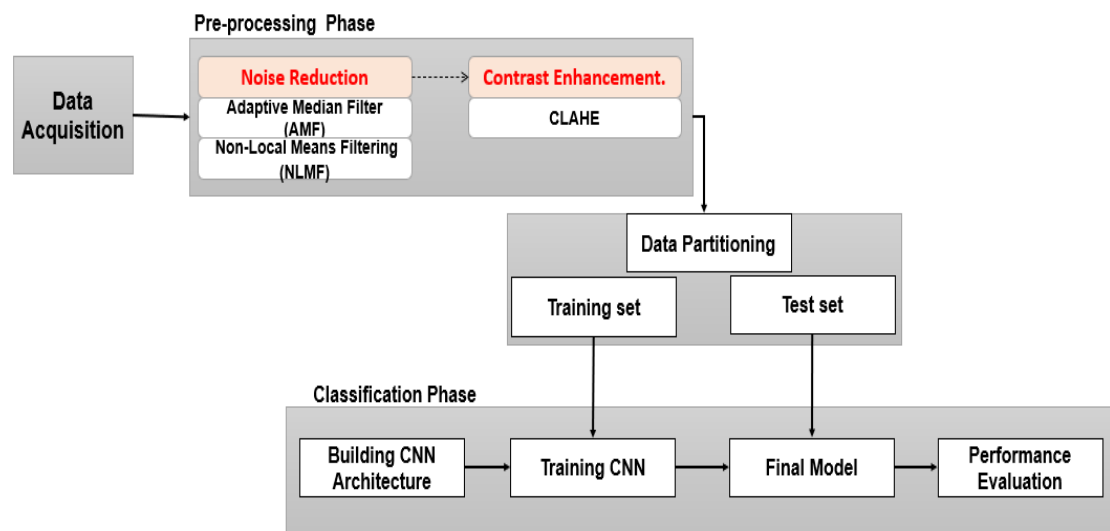 Pre-processing Phase
Data
Acquisition
Noise Reduction
Contrast Enhancement.
Adaptive Median Filter
(AMF)
CLAHE
Non-Local Means Filtering
(NLMF)
Data Partitioning
Training set
Test set
Classification Phase
Building CNN
Architecture
Training CNN
Final Model
Performance
Evaluation